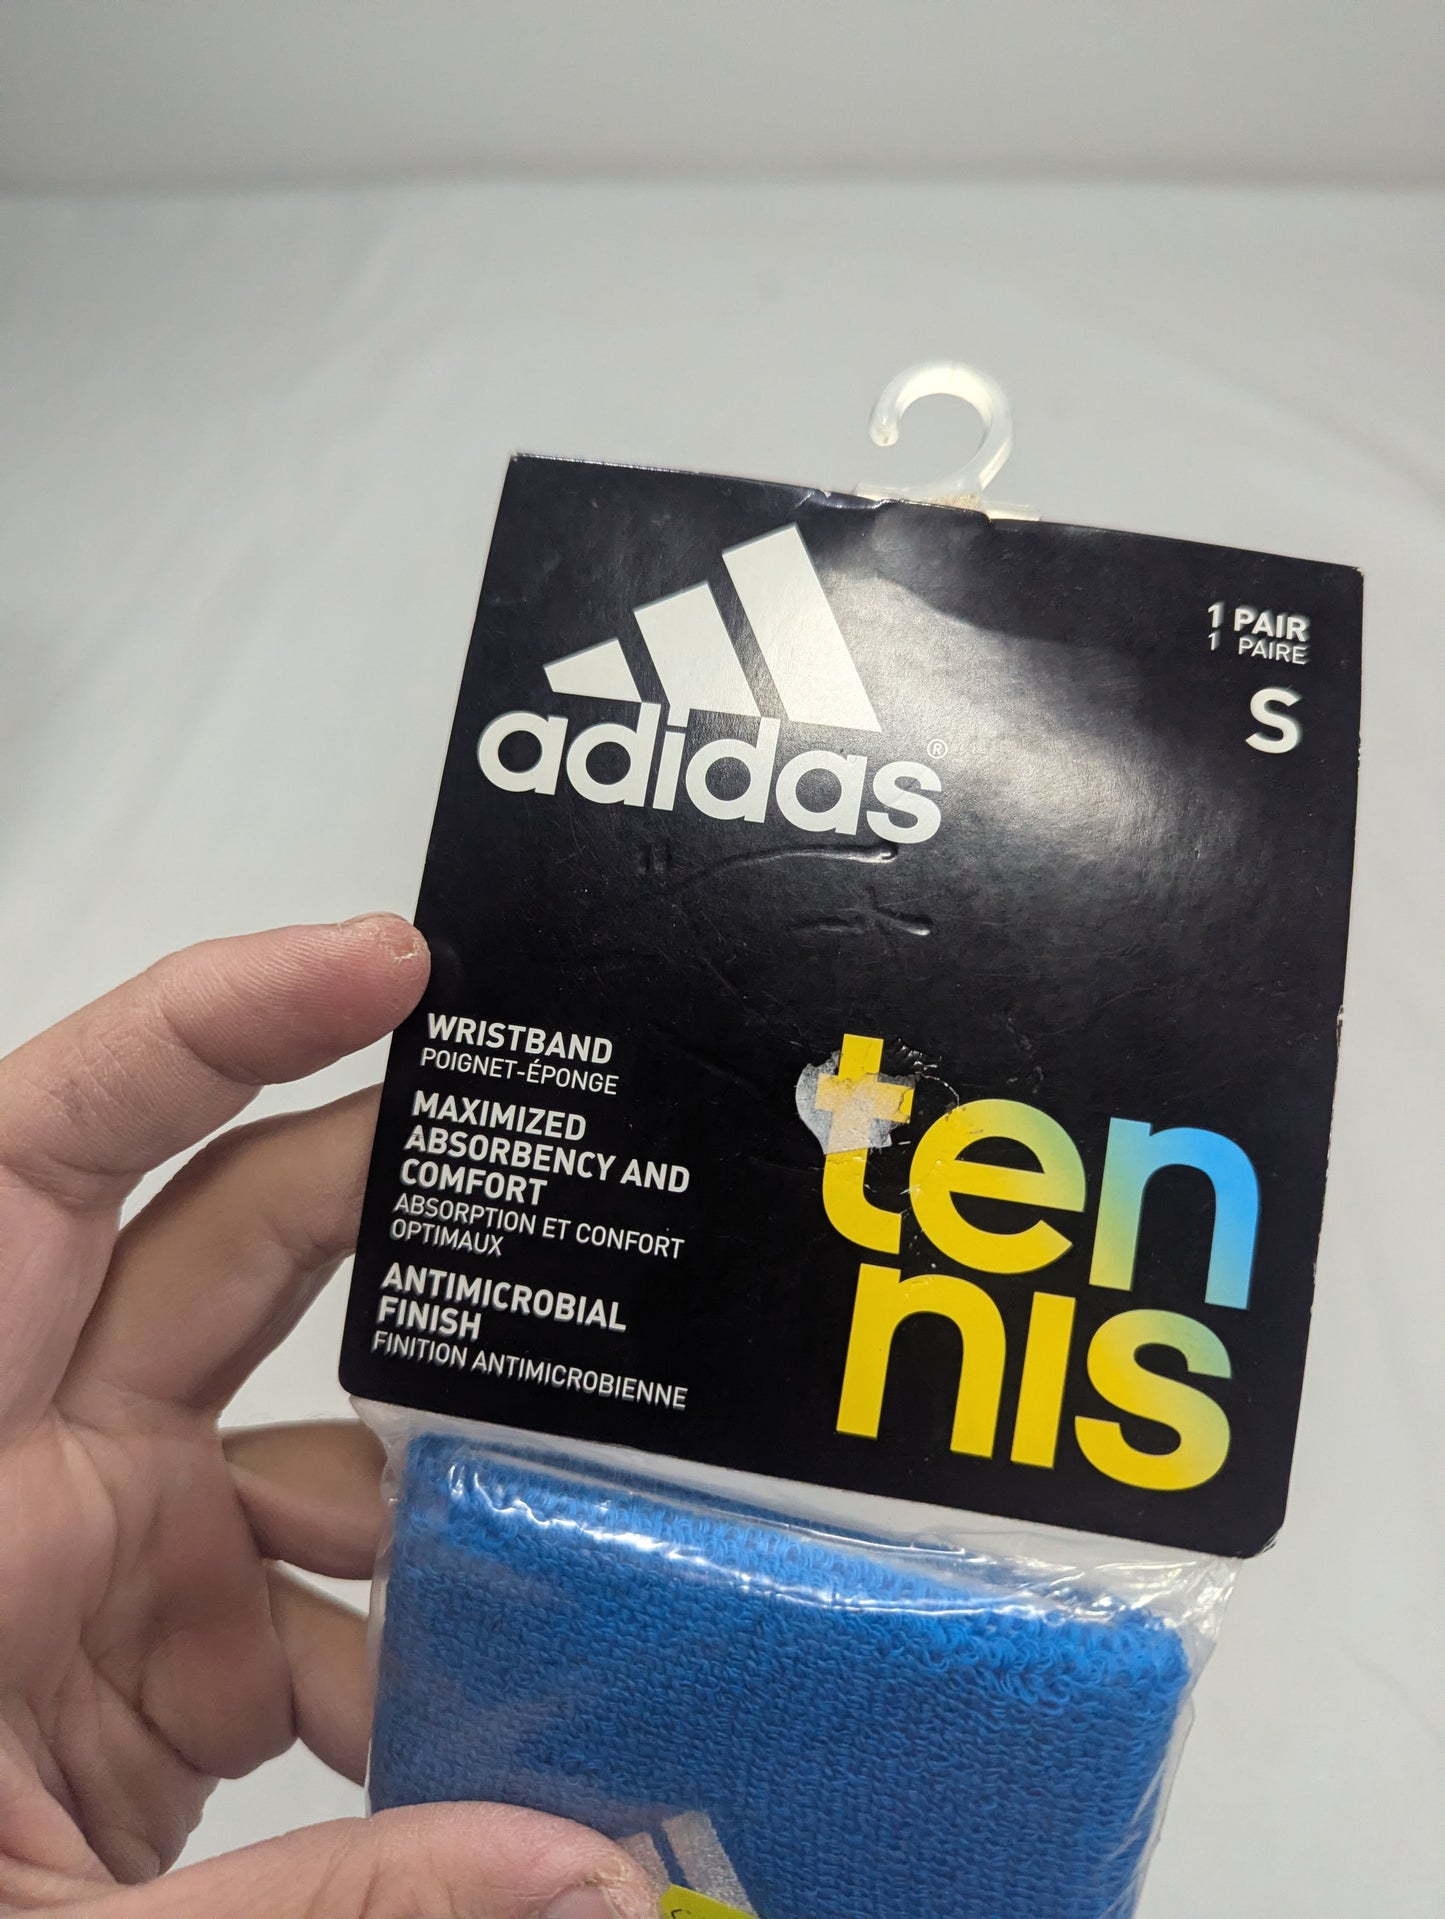 adidas®
1 PAIR
1 PAIRE
S
WRISTBAND
POIGNET-ÉPONGE
MAXIMIZED
ABSORBENCY AND
COMFORT
ABSORPTION ET CONFORT
OPTIMAUX
ANTIMICROBIAL
FINISH
FINITION ANTIMICROBIENNE
ten
nis